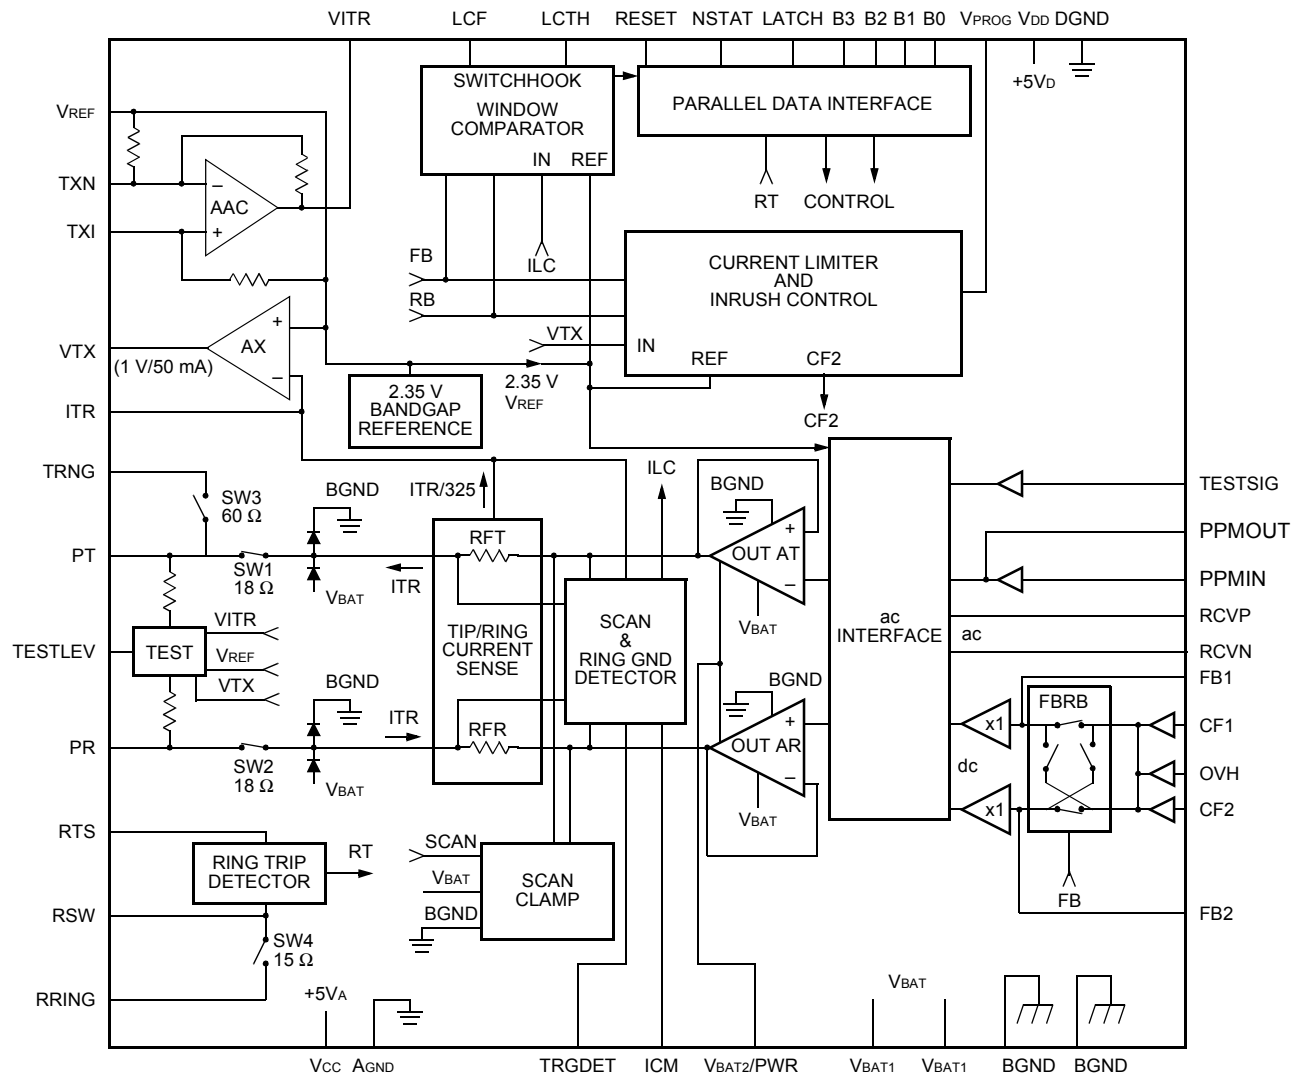 VITR LCF LCTH RESET NSTAT LATCH B3 B2 B1 B0 VPROG VDD DGND
+5VD
SWITCHHOOK
WINDOW
COMPARATOR
IN REF
PARALLEL DATA INTERFACE
RT CONTROL
VREF
TXN
TXI
AAC
−
+
FB
RB
ILC
CURRENT LIMITER
AND
INRUSH CONTROL
VTX
IN
REF CF2
CF2
VTX
(1 V/50 mA)
AX
+
−
2.35 V
BANDGAP
REFERENCE
2.35 V
VREF
ITR
TRNG
SW3
60 Ω
BGND
ITR/325
ILC
BGND
TESTSIG
PT
SW1
18 Ω
VBAT
ITR
RFT
+
OUT AT
−
VBAT
PPMOUT
PPMIN
TESTLEV
TEST
VITR
VREF
VTX
TIP/RING
CURRENT
SENSE
SCAN
&
RING GND
DETECTOR
ac
INTERFACE
ac
RCVP
RCVN
FB1
BGND
ITR
BGND
FBRB
PR
SW2
18 Ω
VBAT
RFR
+
OUT AR
−
VBAT
x1
dc
x1
CF1
OVH
CF2
RTS
RING TRIP
DETECTOR
RT
SCAN
VBAT
BGND
SCAN
CLAMP
FB
FB2
RSW
SW4
15 Ω
RRING
+5VA
VBAT
VCC AGND TRGDET ICM VBAT2/PWR VBAT1 VBAT1 BGND BGND